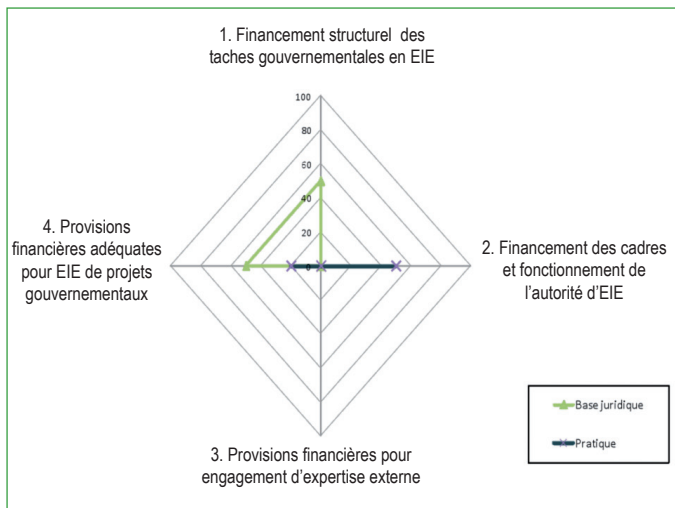 1. Financement structurel des
taches gouvernementales en EIE
100
80
60
40
20
0
4. Provisions
financières adéquates
pour EIE de projets
gouvernementaux
2. Financement des cadres
et fonctionnement de
l’autorité d’EIE
Base juridique
Pratique
3. Provisions financières pour
engagement d’expertise externe